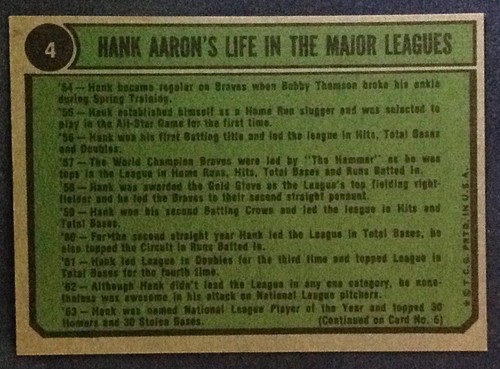 4
HANK AARON'S LIFE IN THE MAJOR LEAGUES
'54 — Hank became regular on Braves when Bobby Thomson broke his ankle
during Spring Training.
'55 — Hank established himself as a Home Run slugger and was selected to
play in the All-Star Game for the first time.
'56 — Hank won his first Batting title and led the league in Hits, Total Bases
and Doubles.
'57 — The World Champion Braves were led by "The Hammer" as he was
tops in the League in Home Runs, Hits, Total Bases and Runs Batted In.
'58 — Hank was awarded the Gold Glove as the League's top fielding right-
fielder and he led the Braves to their second straight pennant.
'59 — Hank won his second Batting Crown and led the league in Hits and
Total Bases.
'60 — For the second straight year Hank led the League in Total Bases, he
also topped the Circuit in Runs Batted In.
'61 — Hank led League in Doubles for the third time and topped League in
Total Bases for the fourth time.
'62 — Although Hank didn't lead the League in any one category, he none-
theless was awesome in his attack on National League pitchers.
'63 — Hank was named National League Player of the Year and topped 30
Homers and 30 Stolen Bases. (Continued on Card No. 5)
★ © T.C.G. PRTD. IN U.S.A.